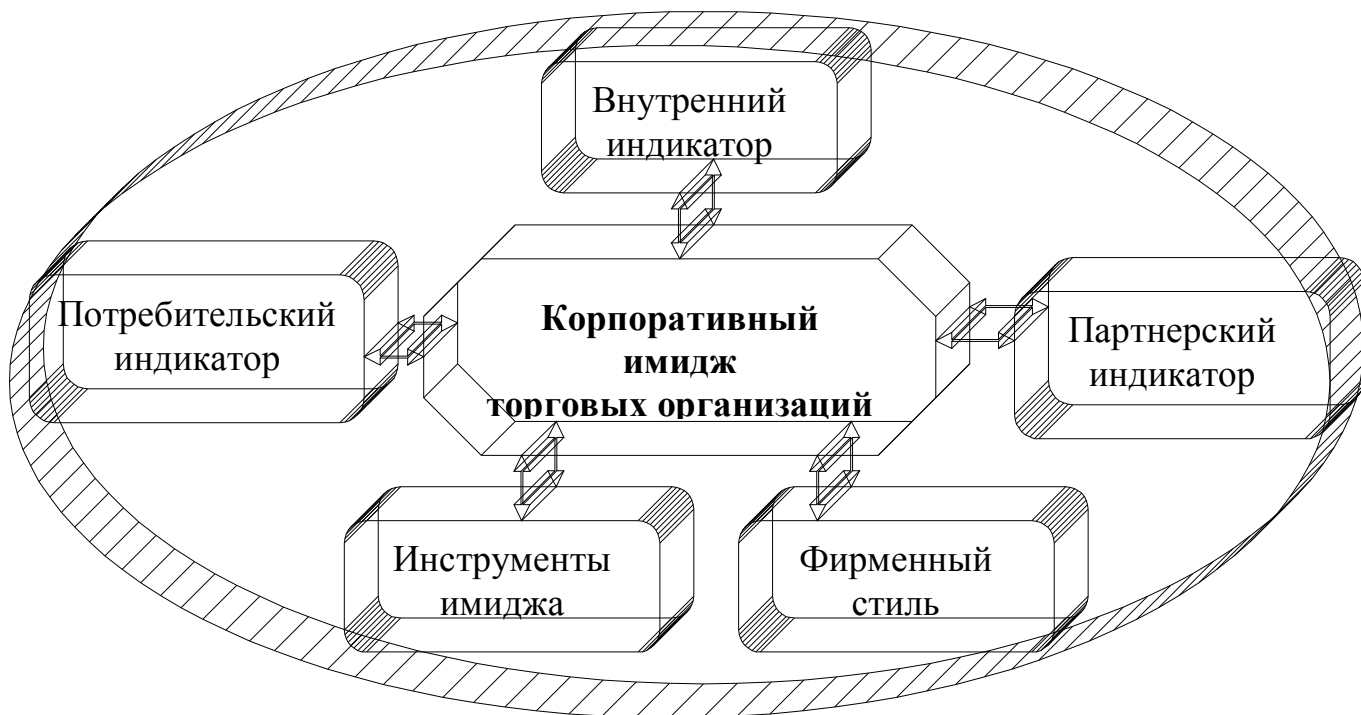 Внутренний
индикатор
Потребительский
индикатор
Корпоративный
имидж
торговых организаций
Партнерский
индикатор
Инструменты
имиджа
Фирменный
стиль